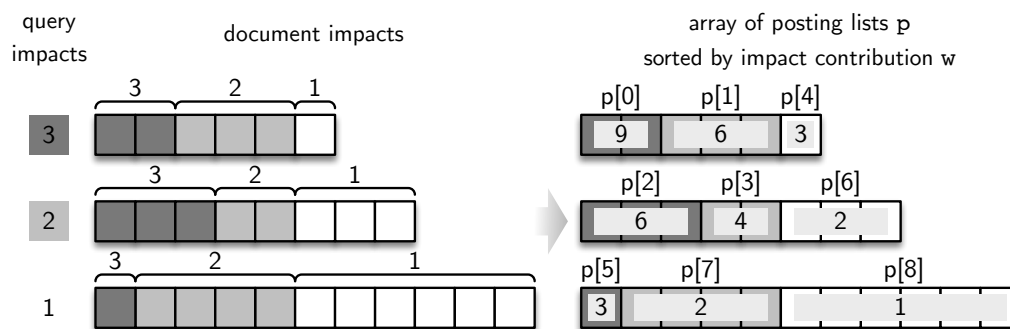 query
impacts
document impacts
array of posting lists p
sorted by impact contribution w
3 2 1
p[0] p[1] p[4]
3
9 6 3
3 2 1
p[2] p[3] p[6]
2
6 4 2
3 2 1
p[5] p[7] p[8]
1
3 2 1